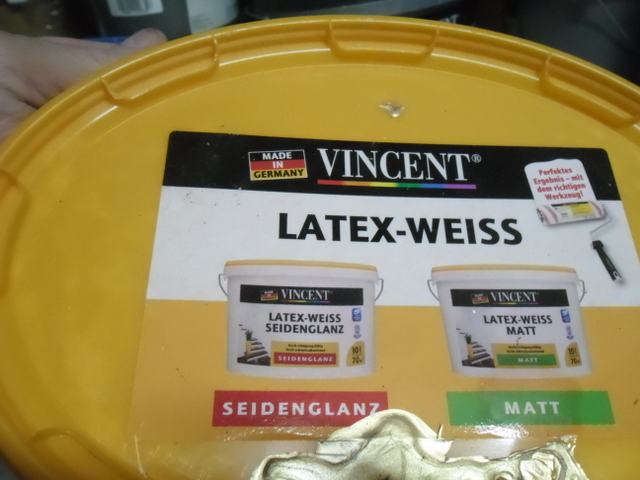 MADE
IN
GERMANY
VINCENT®
Perfektes
Ergebnis – mit
dem richtigen
Werkzeug!
LATEX-WEISS
VINCENT
LATEX-WEISS
SEIDENGLANZ
SEIDENGLANZ
VINCENT
LATEX-WEISS
MATT
MATT
SEIDENGLANZ
MATT